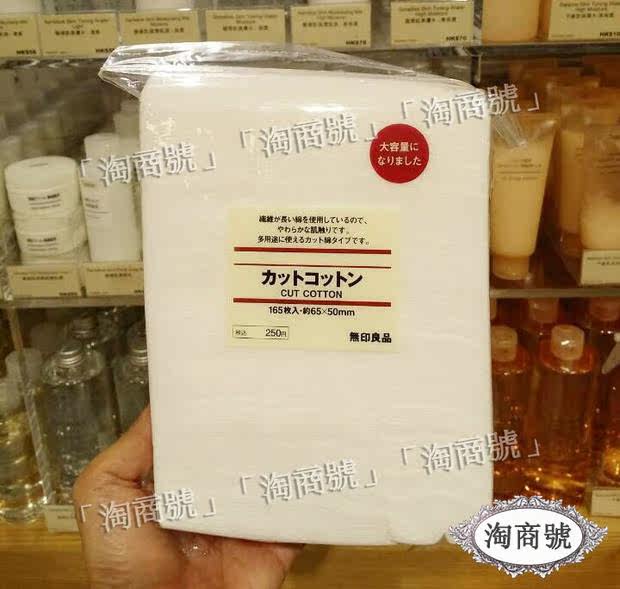 「淘商號」「淘商號」
「淘商號」「淘商號」
大容量に
なりました
繊維が長い綿を使用しているので、
やわらかな肌触りです。
多用途に使えるカット綿タイプです。
カットコットン
CUT COTTON
165枚入・約65×50mm
税込 250円
無印良品
「淘商號」「淘商號」「淘商號」
「淘商號」
淘商號